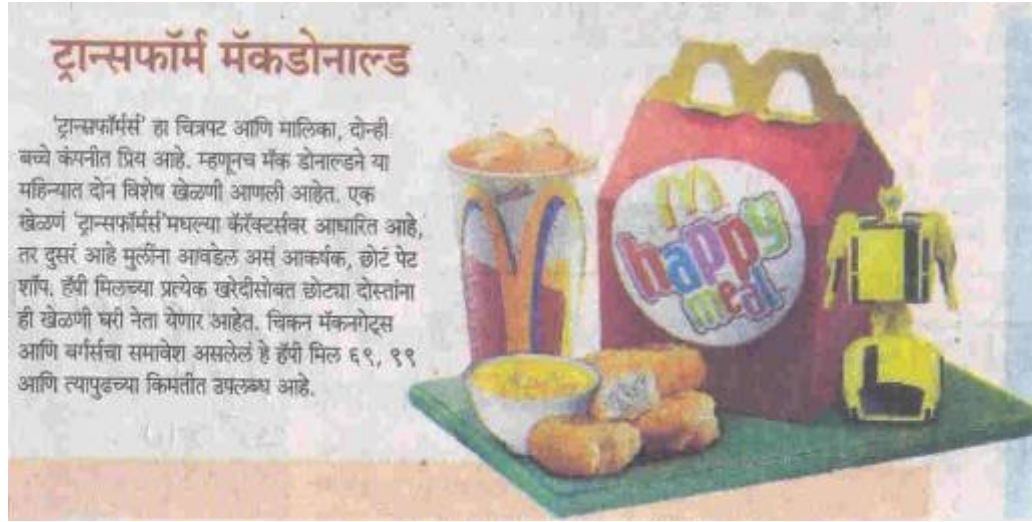 ट्रान्सफॉर्म मॅकडोनाल्ड
'ट्रान्सफॉर्मर्स' हा चित्रपट आणि मालिका, दोन्ही
बच्चे कंपनीत प्रिय आहे. म्हणूनच मॅक डोनाल्डने या
महिन्यात दोन विशेष खेळणी आणली आहेत. एक
खेळणं 'ट्रान्सफॉर्मर्स'मधल्या कॅरॅक्टर्सवर आधारित आहे,
तर दुसरं आहे मुलींना आवडेल असं आकर्षक, छोटं पेट
शॉप. हॅपी मिलच्या प्रत्येक खरेदीसोबत छोट्या दोस्तांना
ही खेळणी घरी नेता येणार आहेत. चिकन मॅकनगेट्स
आणि बर्गर्सचा समावेश असलेलं हे हॅपी मिल ६९, ९९
आणि त्यापुढच्या किमतीत उपलब्ध आहे.
happy
meal